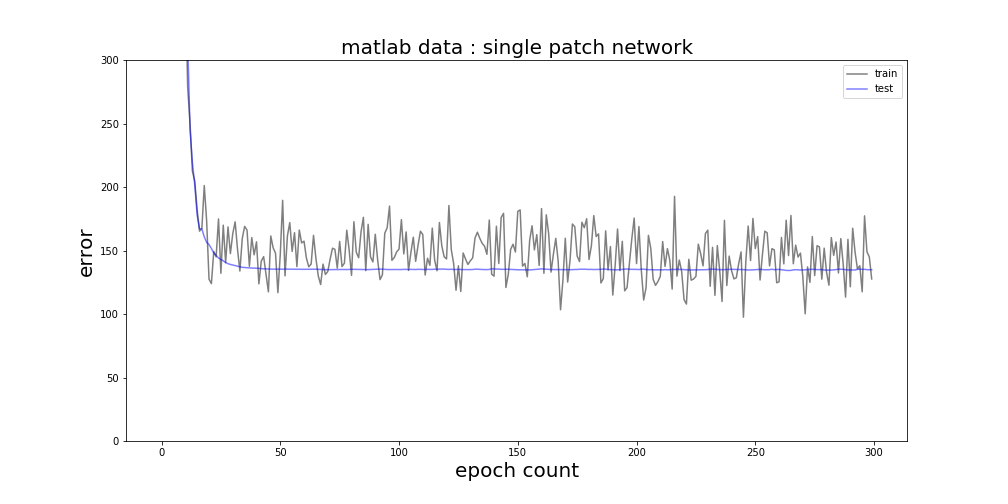 matlab data : single patch network
train
test
300
250
200
150
100
50
0
error
0 50 100 150 200 250 300
epoch count